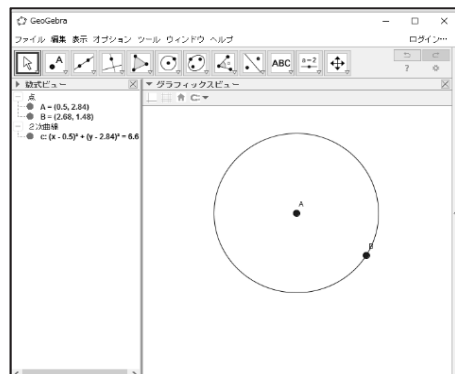 GeoGebra
ファイル 編集 表示 オプション ツール ウィンドウ ヘルプ
ログイン…
A
ABC
a=2
?
数式ビュー
グラフィックスビュー
点
A = (0.5, 2.84)
B = (2.68, 1.48)
2次曲線
c: (x - 0.5)² + (y - 2.84)² = 6.6
A
B